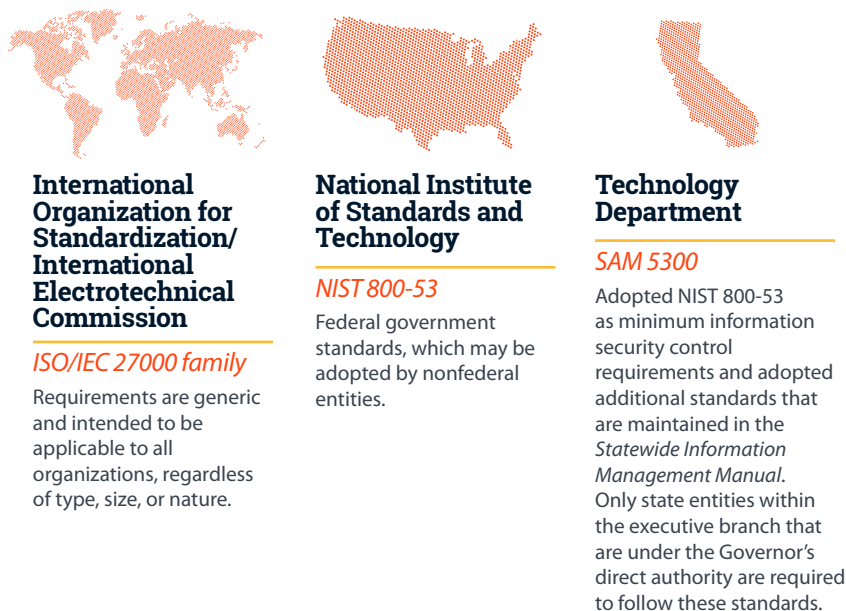 International
Organization for
Standardization/
International
Electrotechnical
Commission
ISO/IEC 27000 family
Requirements are generic
and intended to be
applicable to all
organizations, regardless
of type, size, or nature.
National Institute
of Standards and
Technology
NIST 800-53
Federal government
standards, which may be
adopted by nonfederal
entities.
Technology
Department
SAM 5300
Adopted NIST 800-53
as minimum information
security control
requirements and adopted
additional standards that
are maintained in the
Statewide Information
Management Manual.
Only state entities within
the executive branch that
are under the Governor’s
direct authority are required
to follow these standards.